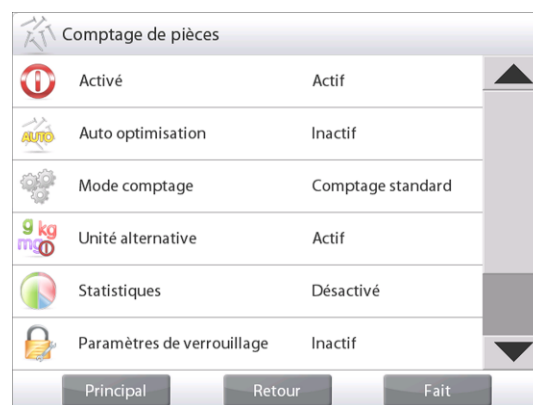 Comptage de pièces
Activé Actif
AUTO Auto optimisation Inactif
Mode comptage Comptage standard
g kg
mg Unité alternative Actif
Statistiques Désactivé
Paramètres de verrouillage Inactif
Principal Retour Fait